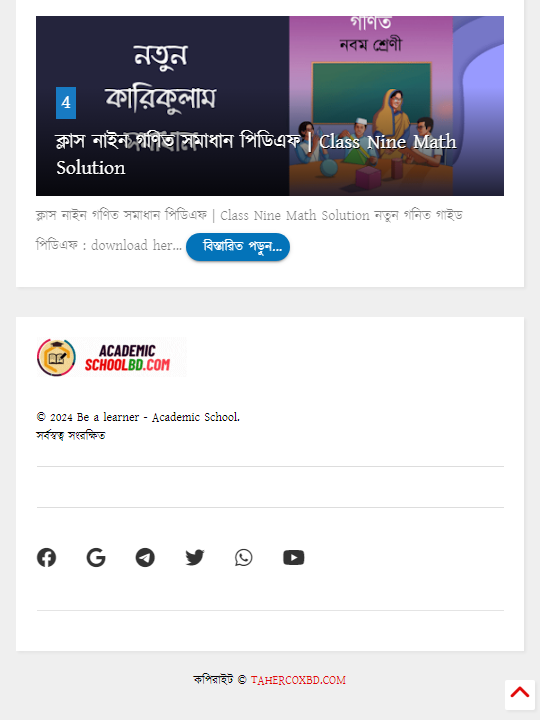 গণিত
নবম শ্রেণী
নতুন
কারিকুলাম
সমাধান
4
ক্লাস নাইন গণিত সমাধান পিডিএফ | Class Nine Math
Solution
ক্লাস নাইন গণিত সমাধান পিডিএফ | Class Nine Math Solution নতুন গনিত গাইড
পিডিএফ : download her... বিস্তারিত পড়ুন...
ACADEMIC
SCHOOLBD.COM
© 2024 Be a learner - Academic School.
সর্বস্বত্ব সংরক্ষিত
কপিরাইট © TAHERCOXBD.COM